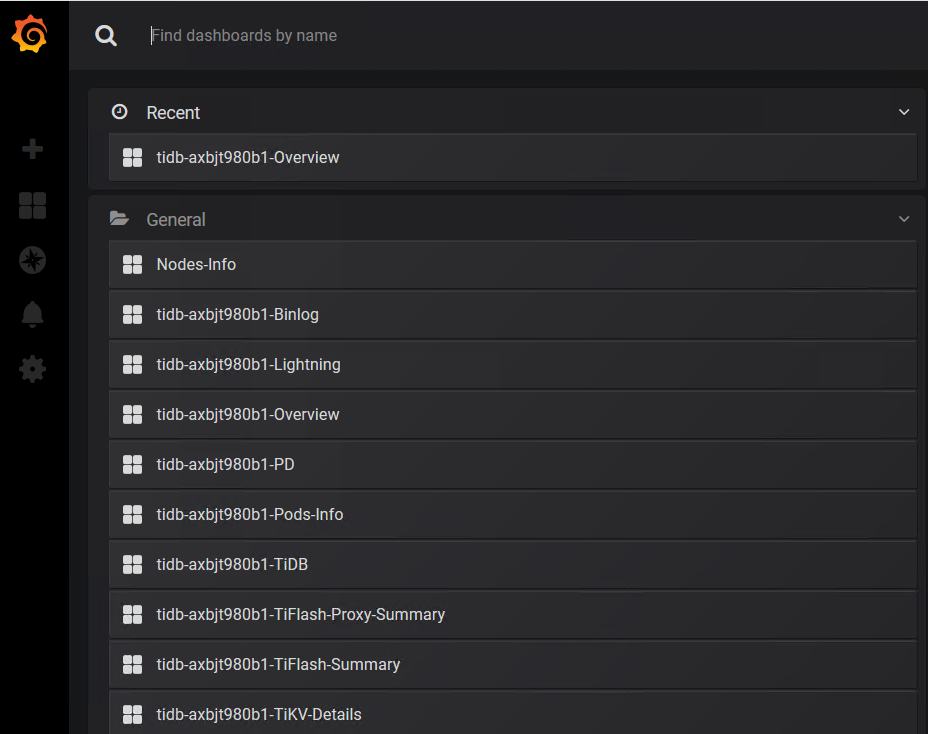 Find dashboards by name
Recent
tidb-axbjt980b1-Overview
General
Nodes-Info
tidb-axbjt980b1-Binlog
tidb-axbjt980b1-Lightning
tidb-axbjt980b1-Overview
tidb-axbjt980b1-PD
tidb-axbjt980b1-Pods-Info
tidb-axbjt980b1-TiDB
tidb-axbjt980b1-TiFlash-Proxy-Summary
tidb-axbjt980b1-TiFlash-Summary
tidb-axbjt980b1-TiKV-Details